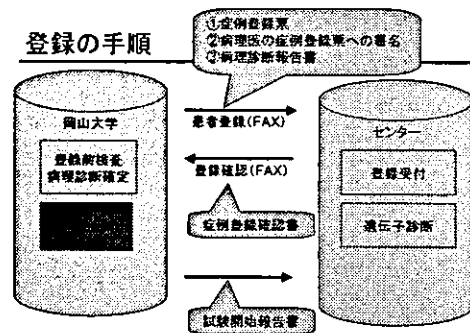 登録の手順
①症例登録票
②病理医の症例登録票への署名
③病理診断報告書
岡山大学
登録前検査
病理診断確定
患者登録(FAX)
登録確認(FAX)
症例登録確認書
試験開始報告書
センター
登録受付
遺伝子診断